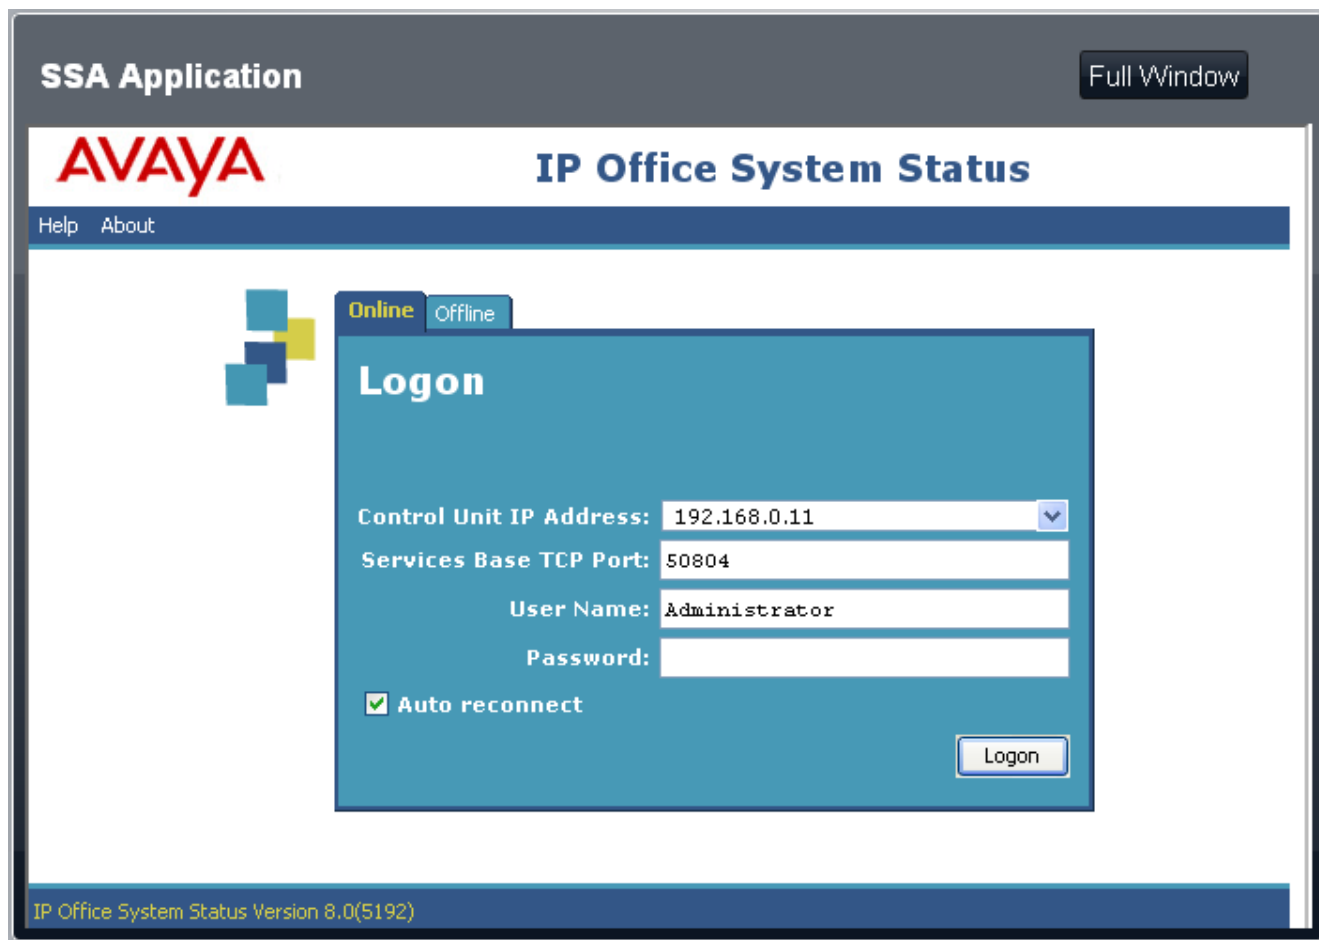 SSA Application
Full Window
AVAYA
IP Office System Status
Help About
Online Offline
Logon
Control Unit IP Address: 192.168.0.11
Services Base TCP Port: 50804
User Name: Administrator
Password:
Auto reconnect
Logon
IP Office System Status Version 8.0(5192)